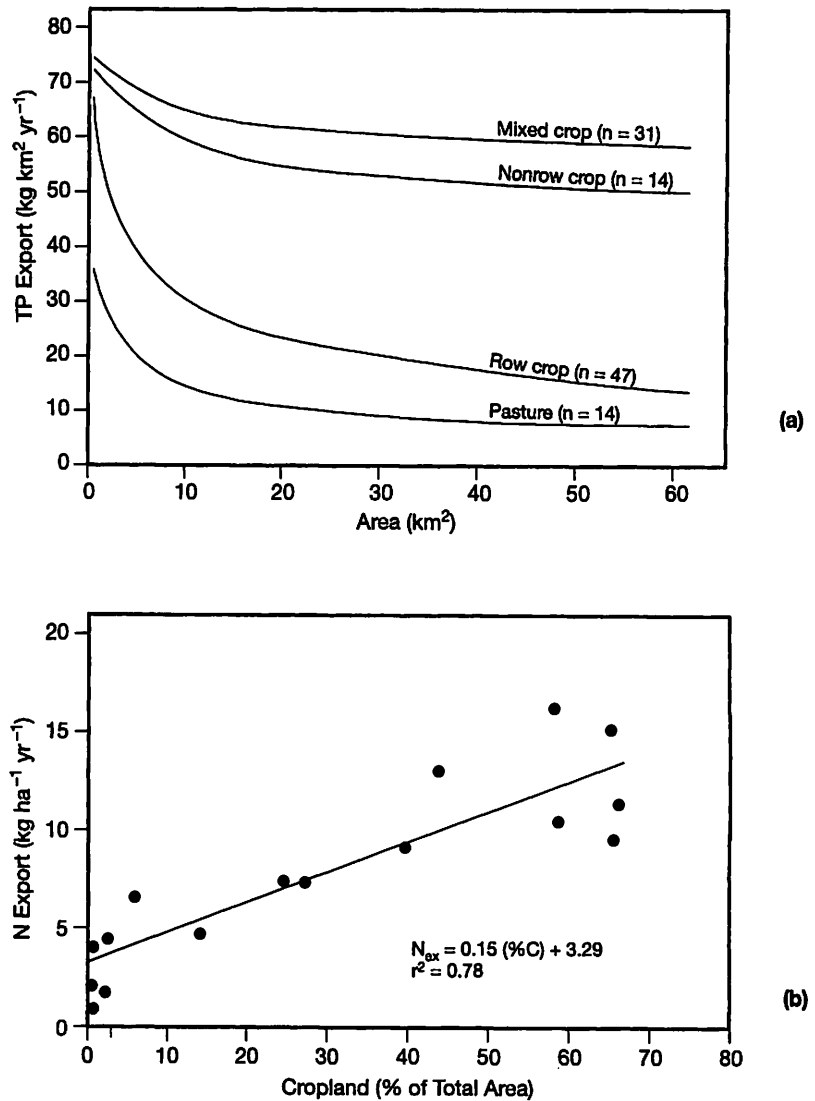 80
70
60
50
40
30
20
10
0
TP Export (kg km² yr⁻¹)
Mixed crop (n = 31)
Nonrow crop (n = 14)
Row crop (n = 47)
Pasture (n = 14)
0 10 20 30 40 50 60
Area (km²)
(a)
20
15
10
5
0
N Export (kg ha⁻¹ yr⁻¹)
Nₑₓ = 0.15 (%C) + 3.29
r² = 0.78
0 10 20 30 40 50 60 70 80
Cropland (% of Total Area)
(b)